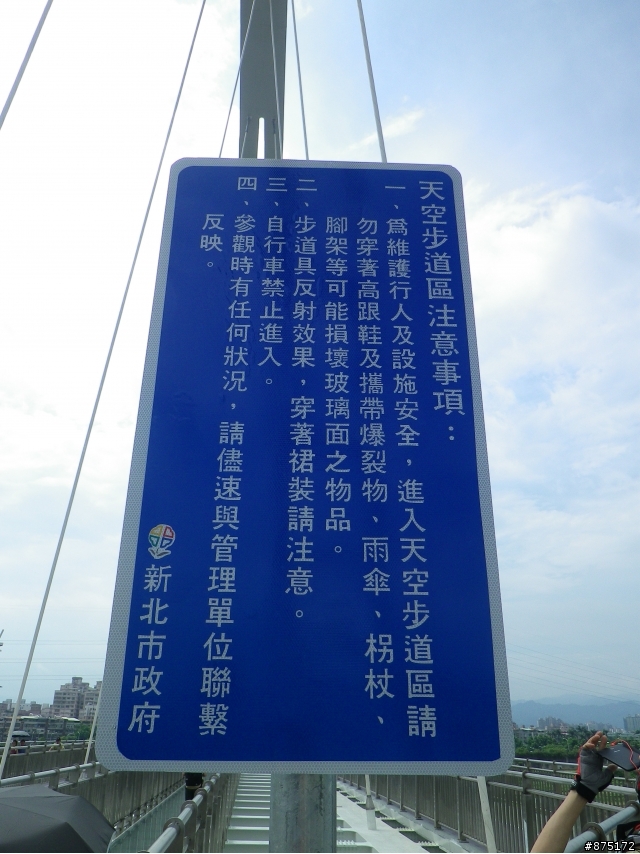 天空步道區注意事項：
一、為維護行人及設施安全，進入天空步道區請
勿穿著高跟鞋及攜帶爆裂物、雨傘、柺杖、
腳架等可能損壞玻璃面之物品。
二、步道具反射效果，穿著裙裝請注意。
三、自行車禁止進入。
四、參觀時有任何狀況，請儘速與管理單位聯繫
反映。
新北市政府
#875172